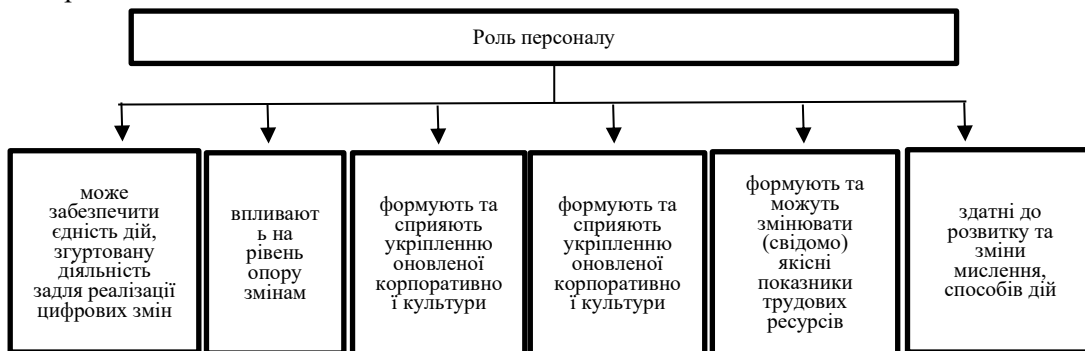 Роль персоналу
може
забезпечити
єдність дій,
згуртовану
діяльність
задля реалізації
цифрових змін
впливают
ь на
рівень
опору
змінам
формують та
сприяють
укріпленню
оновленої
корпоративно
ї культури
формують та
сприяють
укріпленню
оновленої
корпоративно
ї культури
формують та
можуть
змінювати
(свідомо)
якісні
показники
трудових
ресурсів
здатні до
розвитку та
зміни
мислення,
способів дій